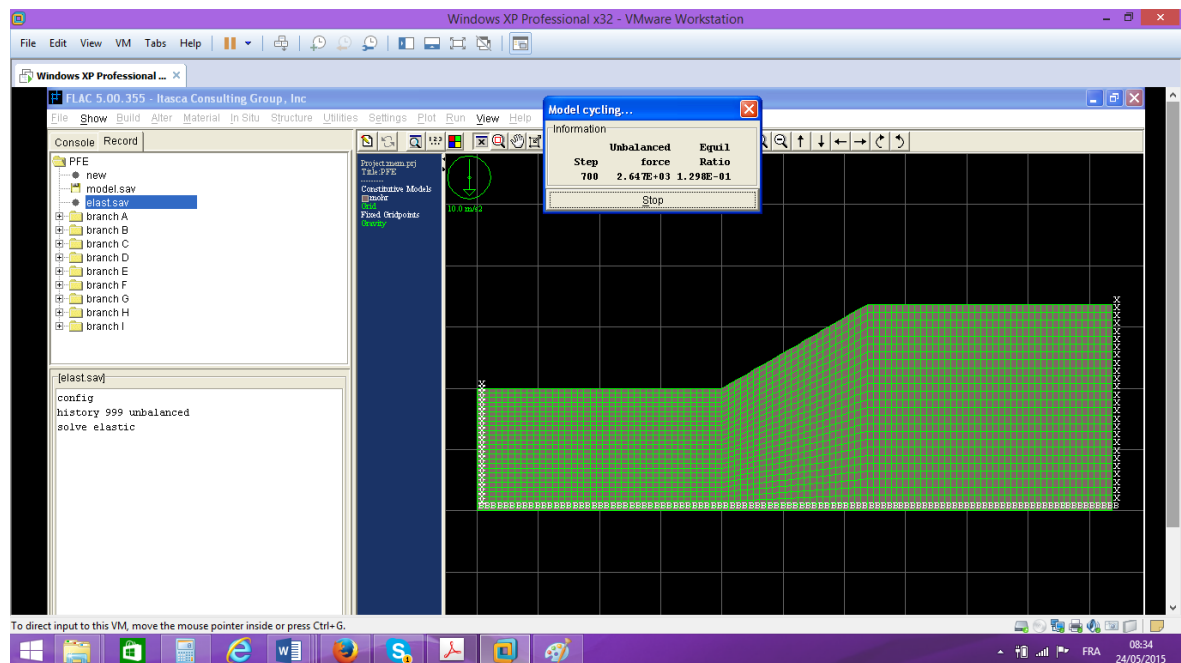 Windows XP Professional x32 - VMware Workstation
File Edit View VM Tabs Help
Windows XP Professional ... ×
FLAC 5.00.355 - Itasca Consulting Group, Inc
File Show Build Alter Material In Situ Structure Utilities Settings Plot Run View Help
Console Record
PFE
new
model.sav
elast.sav
branch A
branch B
branch C
branch D
branch E
branch F
branch G
branch H
branch I
[elast.sav]
config
history 999 unbalanced
solve elastic
Project:mem.prj
Title:PFE
Constitutive Models
mohr
Grid
Fixed Gridpoints
Gravity
10.0 m/s2
Model cycling...
Information
Unbalanced Equil
Step force Ratio
700 2.647E+03 1.298E-01
Stop
To direct input to this VM, move the mouse pointer inside or press Ctrl+G.
FRA
08:34
24/05/2015